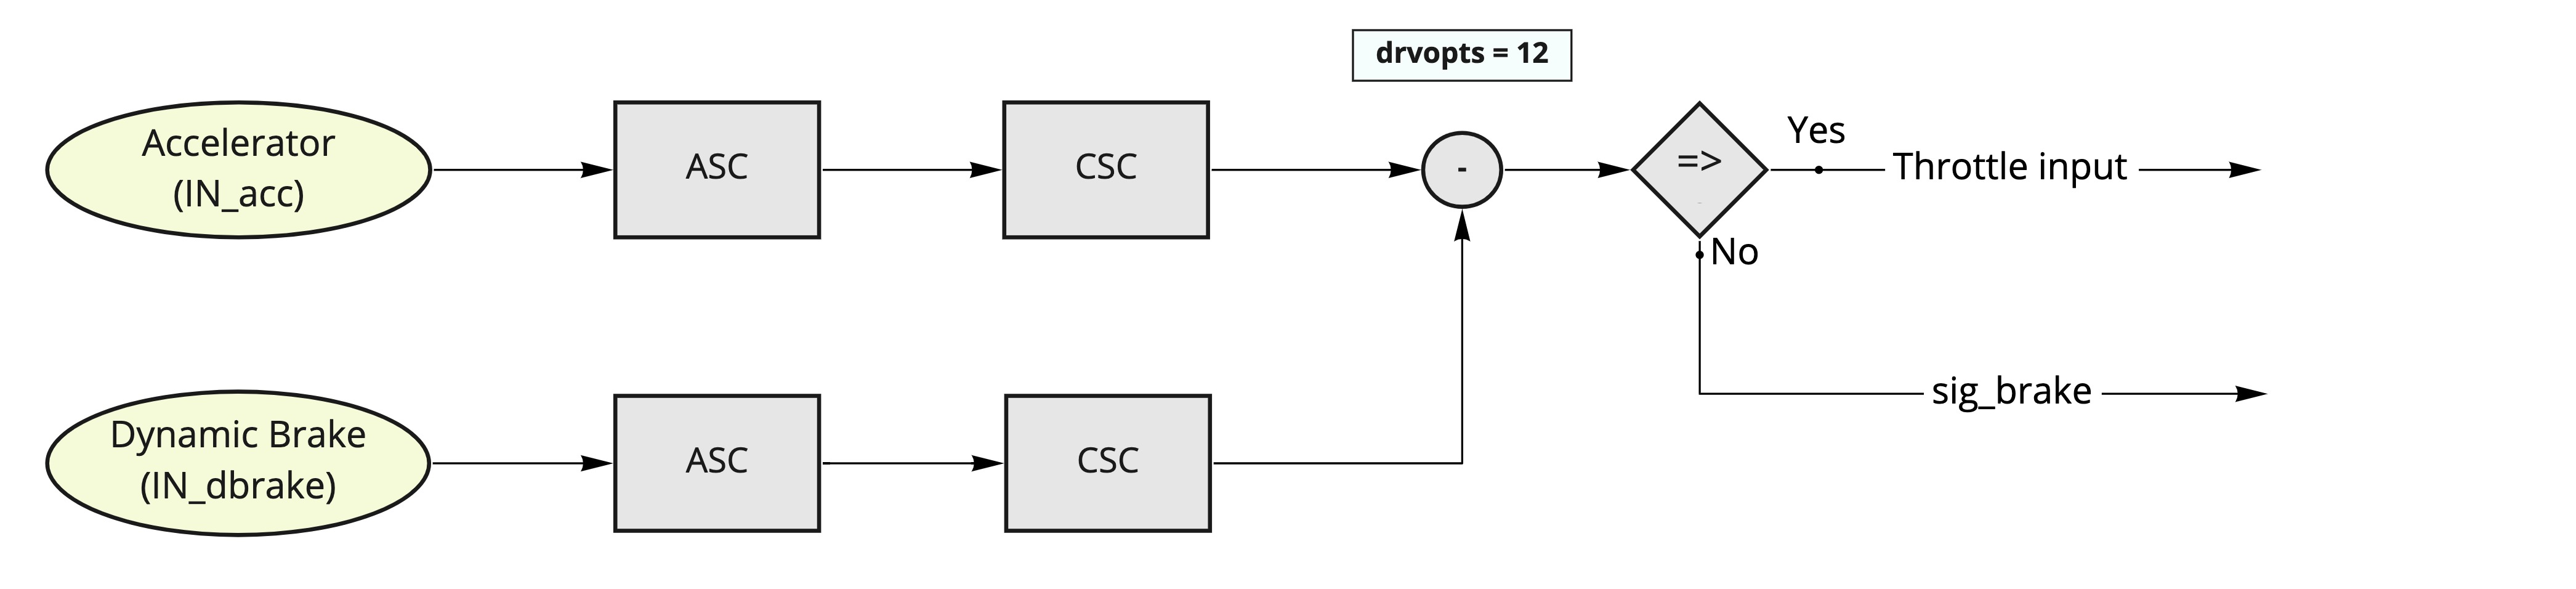 drvopts = 12
Accelerator
(IN_acc)
ASC
CSC
-
=>
Yes
Throttle input
No
Dynamic Brake
(IN_dbrake)
ASC
CSC
sig_brake